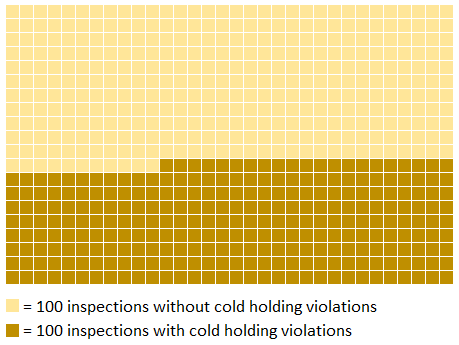 = 100 inspections without cold holding violations
= 100 inspections with cold holding violations